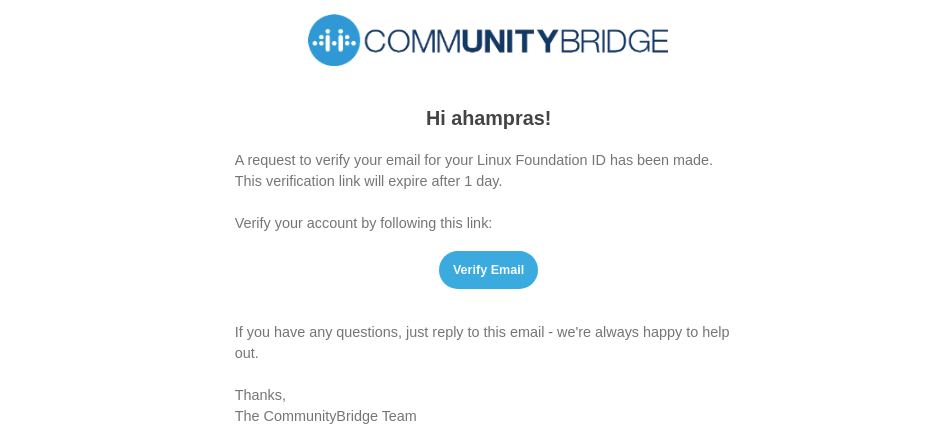 COMMUNITYBRIDGE
Hi ahampras!
A request to verify your email for your Linux Foundation ID has been made.
This verification link will expire after 1 day.
Verify your account by following this link:
Verify Email
If you have any questions, just reply to this email - we're always happy to help
out.
Thanks,
The CommunityBridge Team